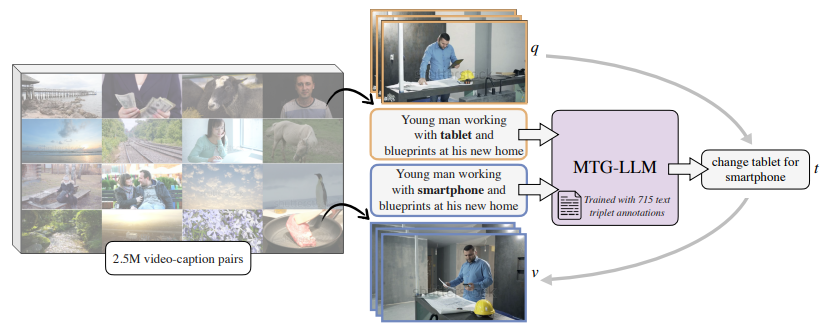 q
Young man working
with tablet and
blueprints at his new home
Young man working
with smartphone and
blueprints at his new home
MTG-LLM
Trained with 715 text
triplet annotations
change tablet for
smartphone
t
2.5M video-caption pairs
v